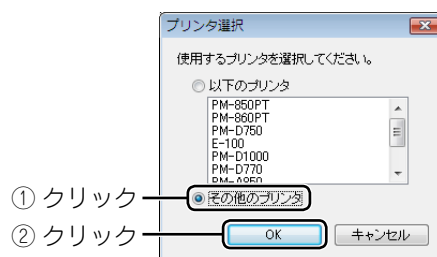 プリンタ選択
使用するプリンタを選択してください。
以下のプリンタ
PM-850PT
PM-860PT
PM-D750
E-100
PM-D1000
PM-D770
PM-A950
① クリック
その他のプリンタ
② クリック
OK
キャンセル